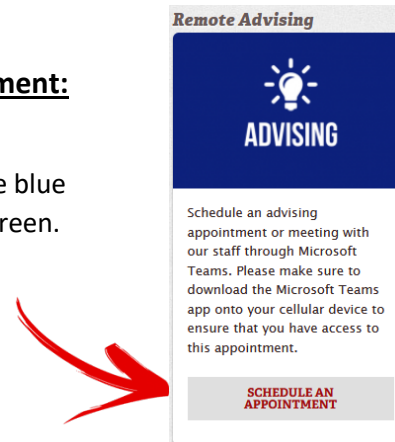 Remote Advising
ment:
ADVISING
e blue
reen.
Schedule an advising
appointment or meeting with
our staff through Microsoft
Teams. Please make sure to
download the Microsoft Teams
app onto your cellular device to
ensure that you have access to
this appointment.
SCHEDULE AN
APPOINTMENT